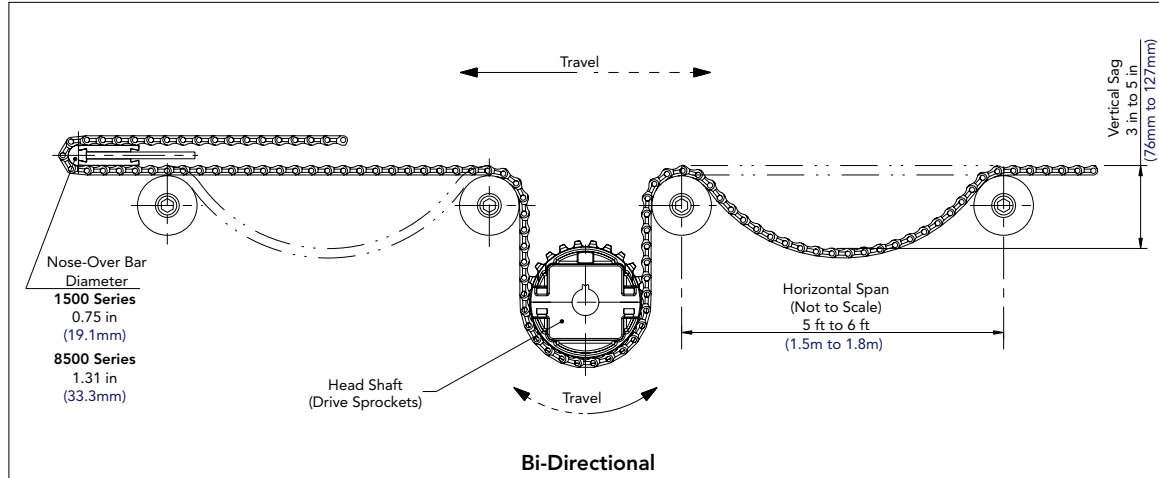 Travel
Vertical Sag
3 in to 5 in
(76mm to 127mm)
Nose-Over Bar
Diameter
1500 Series
0.75 in
(19.1mm)
8500 Series
1.31 in
(33.3mm)
Horizontal Span
(Not to Scale)
5 ft to 6 ft
(1.5m to 1.8m)
Head Shaft
(Drive Sprockets)
Travel
Bi-Directional